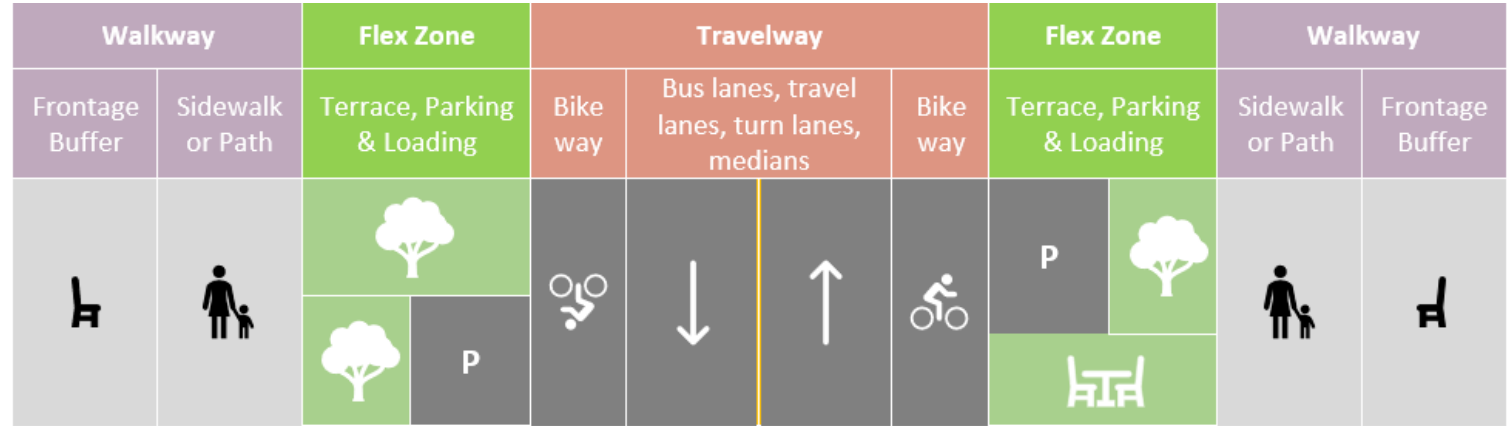 Walkway
Flex Zone
Travelway
Flex Zone
Walkway
Frontage
Buffer
Sidewalk
or Path
Terrace, Parking
& Loading
Bike
way
Bus lanes, travel
lanes, turn lanes,
medians
Bike
way
Terrace, Parking
& Loading
Sidewalk
or Path
Frontage
Buffer
P
P